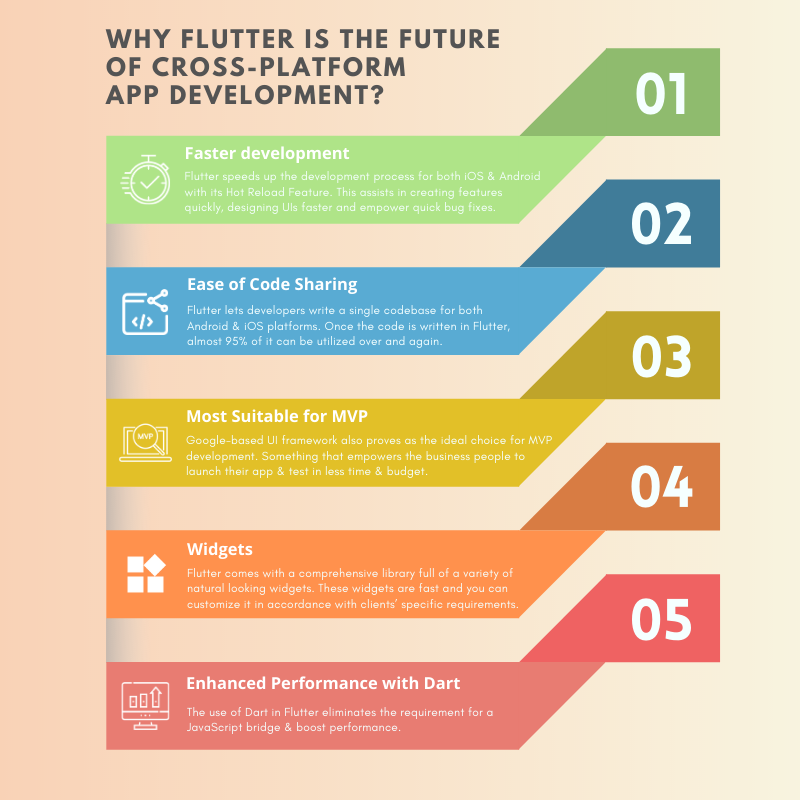 WHY FLUTTER IS THE FUTURE
OF CROSS-PLATFORM
APP DEVELOPMENT?
01
Faster development
Flutter speeds up the development process for both iOS & Android
with its Hot Reload Feature. This assists in creating features
quickly, designing UIs faster and empower quick bug fixes.
02
Ease of Code Sharing
Flutter lets developers write a single codebase for both
Android & iOS platforms. Once the code is written in Flutter,
almost 95% of it can be utilized over and again.
03
Most Suitable for MVP
MVP
Google-based UI framework also proves as the ideal choice for MVP
development. Something that empowers the business people to
launch their app & test in less time & budget.
04
Widgets
Flutter comes with a comprehensive library full of a variety of
natural looking widgets. These widgets are fast and you can
customize it in accordance with clients' specific requirements.
05
Enhanced Performance with Dart
The use of Dart in Flutter eliminates the requirement for a
JavaScript bridge & boost performance.